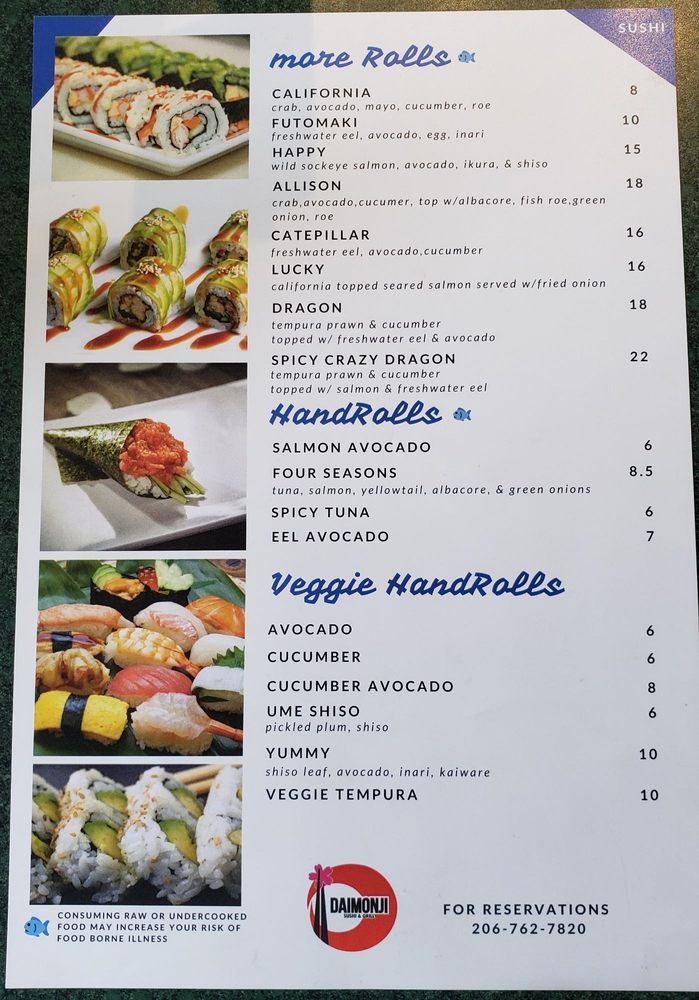 SUSHI
more Rolls
CALIFORNIA 8
crab, avocado, mayo, cucumber, roe
FUTOMAKI 10
freshwater eel, avocado, egg, inari
HAPPY 15
wild sockeye salmon, avocado, ikura, & shiso
ALLISON 18
crab,avocado,cucumer, top w/albacore, fish roe,green
onion, roe
CATEPILLAR 16
freshwater eel, avocado,cucumber
LUCKY 16
california topped seared salmon served w/fried onion
DRAGON 18
tempura prawn & cucumber
topped w/ freshwater eel & avocado
SPICY CRAZY DRAGON 22
tempura prawn & cucumber
topped w/ salmon & freshwater eel
HandRolls
SALMON AVOCADO 6
FOUR SEASONS 8.5
tuna, salmon, yellowtail, albacore, & green onions
SPICY TUNA 6
EEL AVOCADO 7
Veggie HandRolls
AVOCADO 6
CUCUMBER 6
CUCUMBER AVOCADO 8
UME SHISO 6
pickled plum, shiso
YUMMY 10
shiso leaf, avocado, inari, kaiware
VEGGIE TEMPURA 10
CONSUMING RAW OR UNDERCOOKED
FOOD MAY INCREASE YOUR RISK OF
FOOD BORNE ILLNESS
DAIMONJI
SUSHI & GRILL
FOR RESERVATIONS
206-762-7820